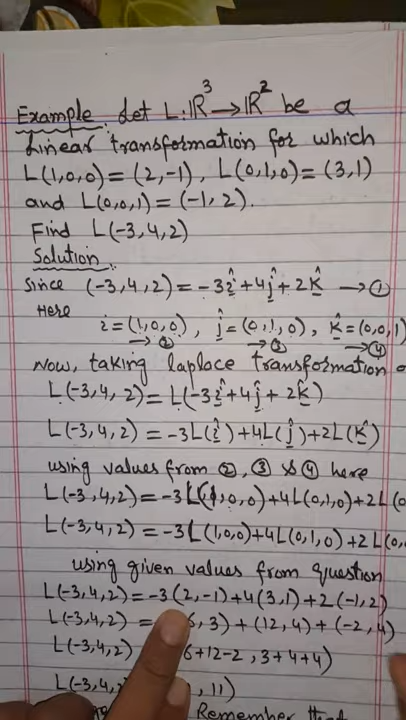 Example. Let L:ℝ³→ℝ² be a
Linear transformation for which
L(1,0,0)=(2,-1), L(0,1,0)=(3,1)
and L(0,0,1)=(-1,2).
Find L(-3,4,2)
Solution:
Since (-3,4,2)=-3î+4ĵ+2k̂ →①
Here
i=(1,0,0), ĵ=(0,1,0), k̂=(0,0,1)
→② →③ →④
Now, taking laplace transformation o
L(-3,4,2)=L(-3î+4ĵ+2k̂)
L(-3,4,2)=-3L(î)+4L(ĵ)+2L(k̂)
using values from ②, ③ & ④ here
L(-3,4,2)=-3L(1,0,0)+4L(0,1,0)+2L(0
L(-3,4,2)=-3L(1,0,0)+4L(0,1,0)+2L(0,
using given values from question
L(-3,4,2)=-3(2,-1)+4(3,1)+2(-1,2)
L(-3,4,2)= 6,3)+(12,4)+(-2,4)
L(-3,4,2) 6+12-2, 3+4+4)
L(-3,4, , 11)
Remember that